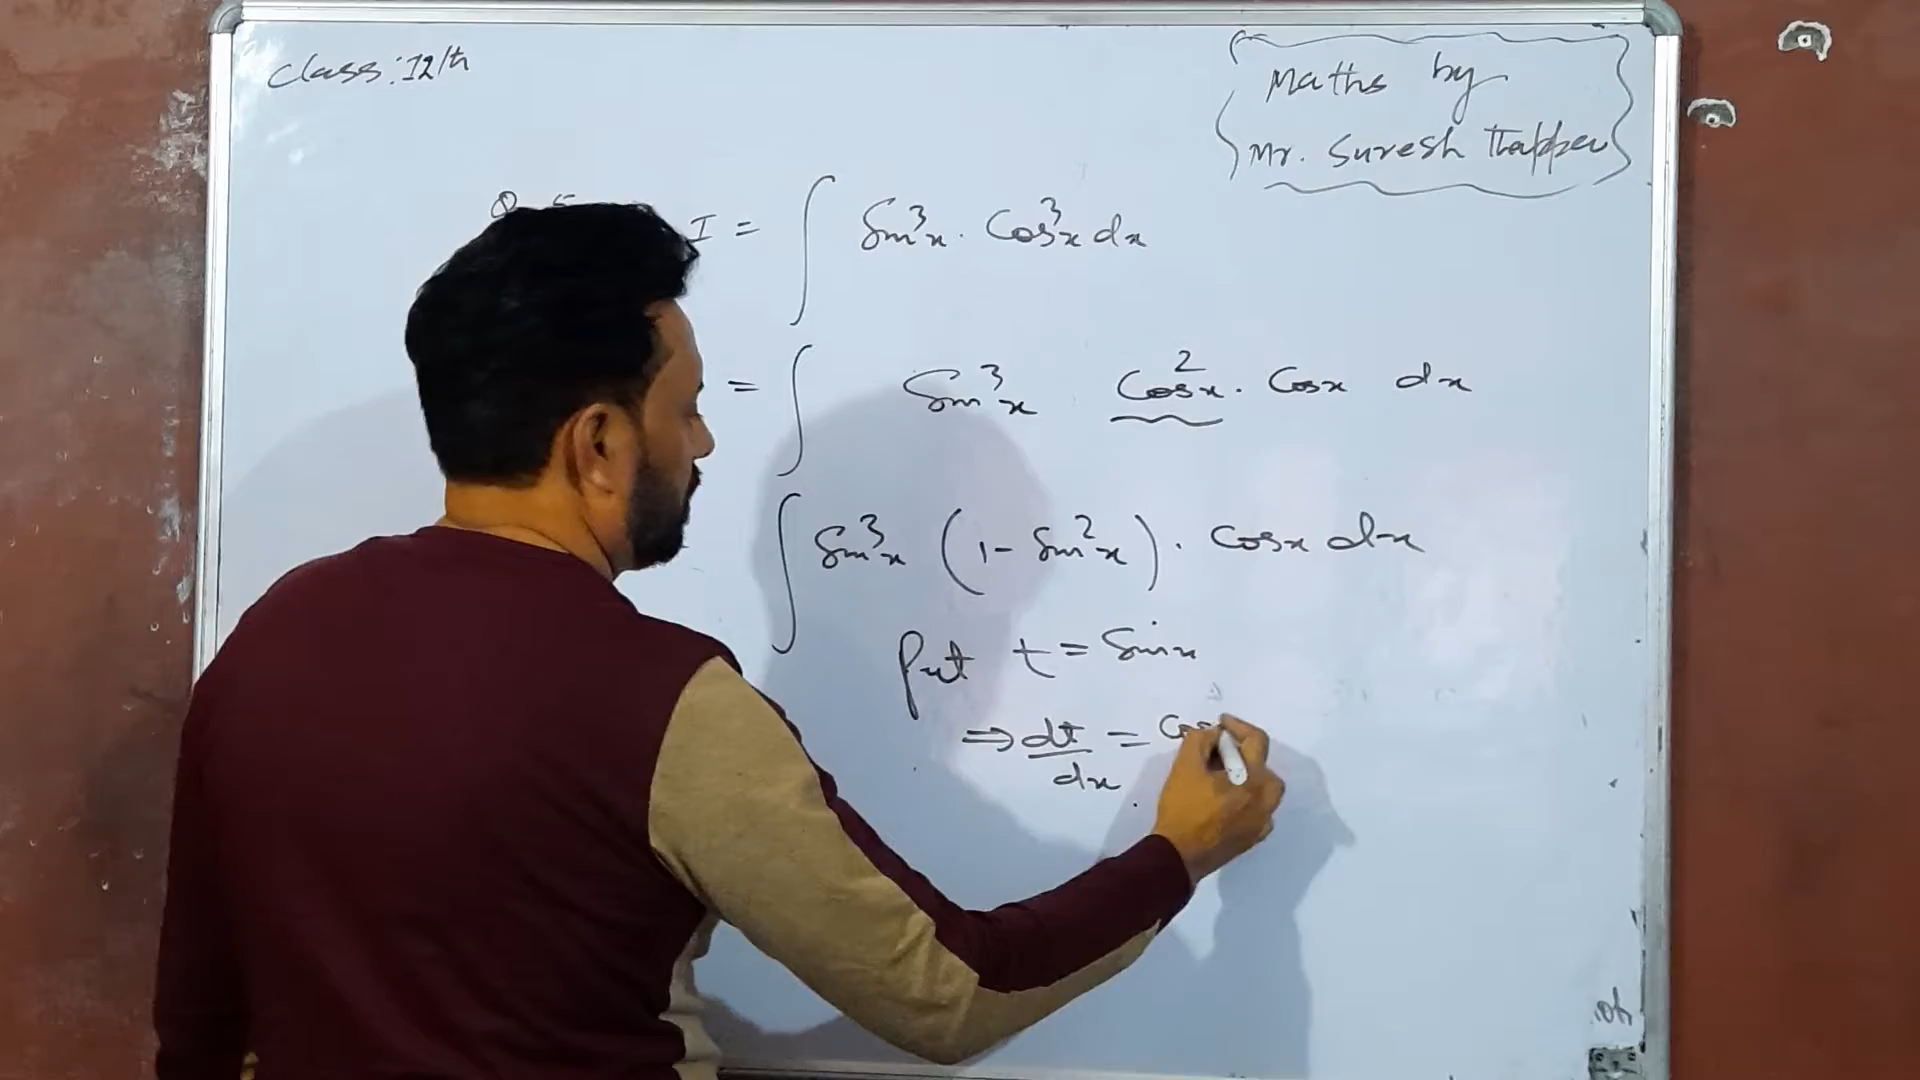 Class: 12th
Maths by
Mr. Suresh Thapper
I = ∫ Sin³x . Cos³x dx
= ∫ Sin³x Cos²x . Cosx dx
∫ Sin³x (1 - Sin²x) . Cosx dx
Put t = Sinx
⇒ dt/dx = Cos